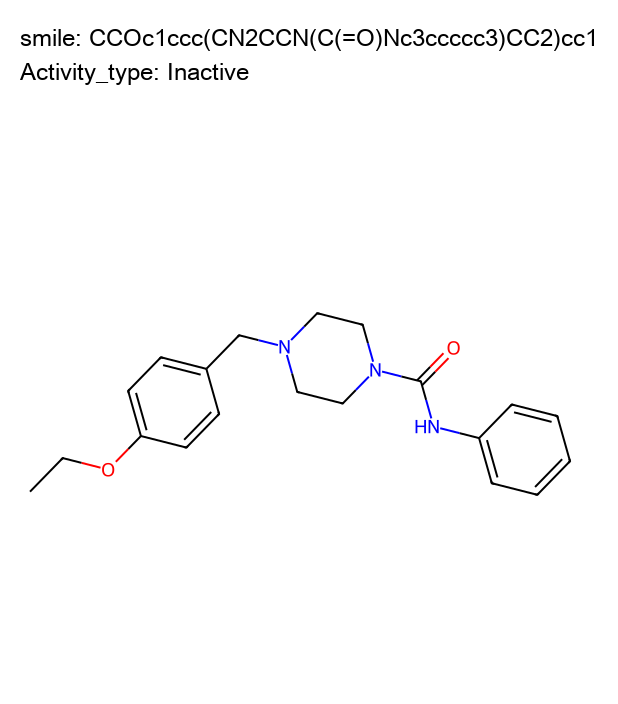 smile: CCOc1ccc(CN2CCN(C(=O)Nc3ccccc3)CC2)cc1
Activity_type: Inactive
N
N
O
HN
O